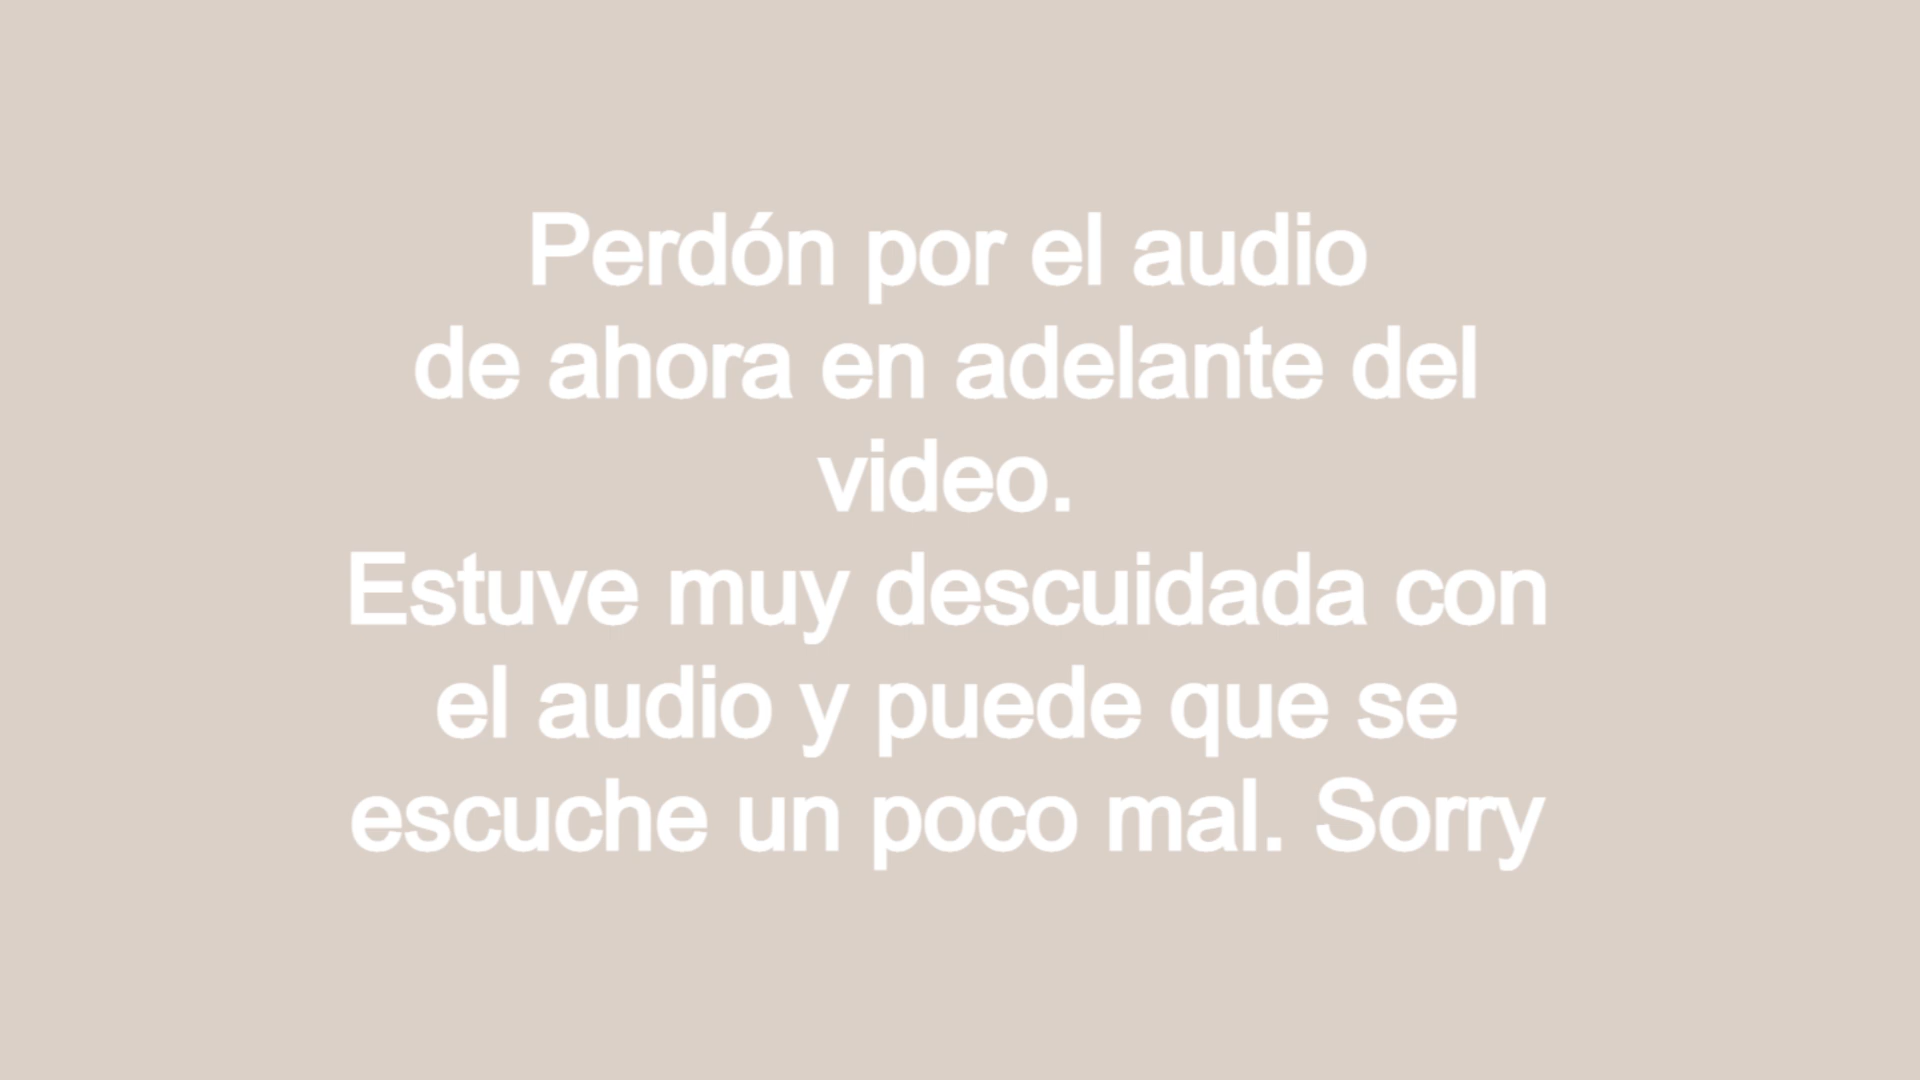 Perdón por el audio
de ahora en adelante del
video.
Estuve muy descuidada con
el audio y puede que se
escuche un poco mal. Sorry